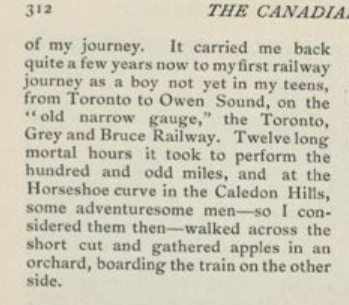 312
THE CANADIA
of my journey. It carried me back
quite a few years now to my first railway
journey as a boy not yet in my teens,
from Toronto to Owen Sound, on the
"old narrow gauge," the Toronto,
Grey and Bruce Railway. Twelve long
mortal hours it took to perform the
hundred and odd miles, and at the
Horseshoe curve in the Caledon Hills,
some adventuresome men—so I con-
sidered them then—walked across the
short cut and gathered apples in an
orchard, boarding the train on the other
side.